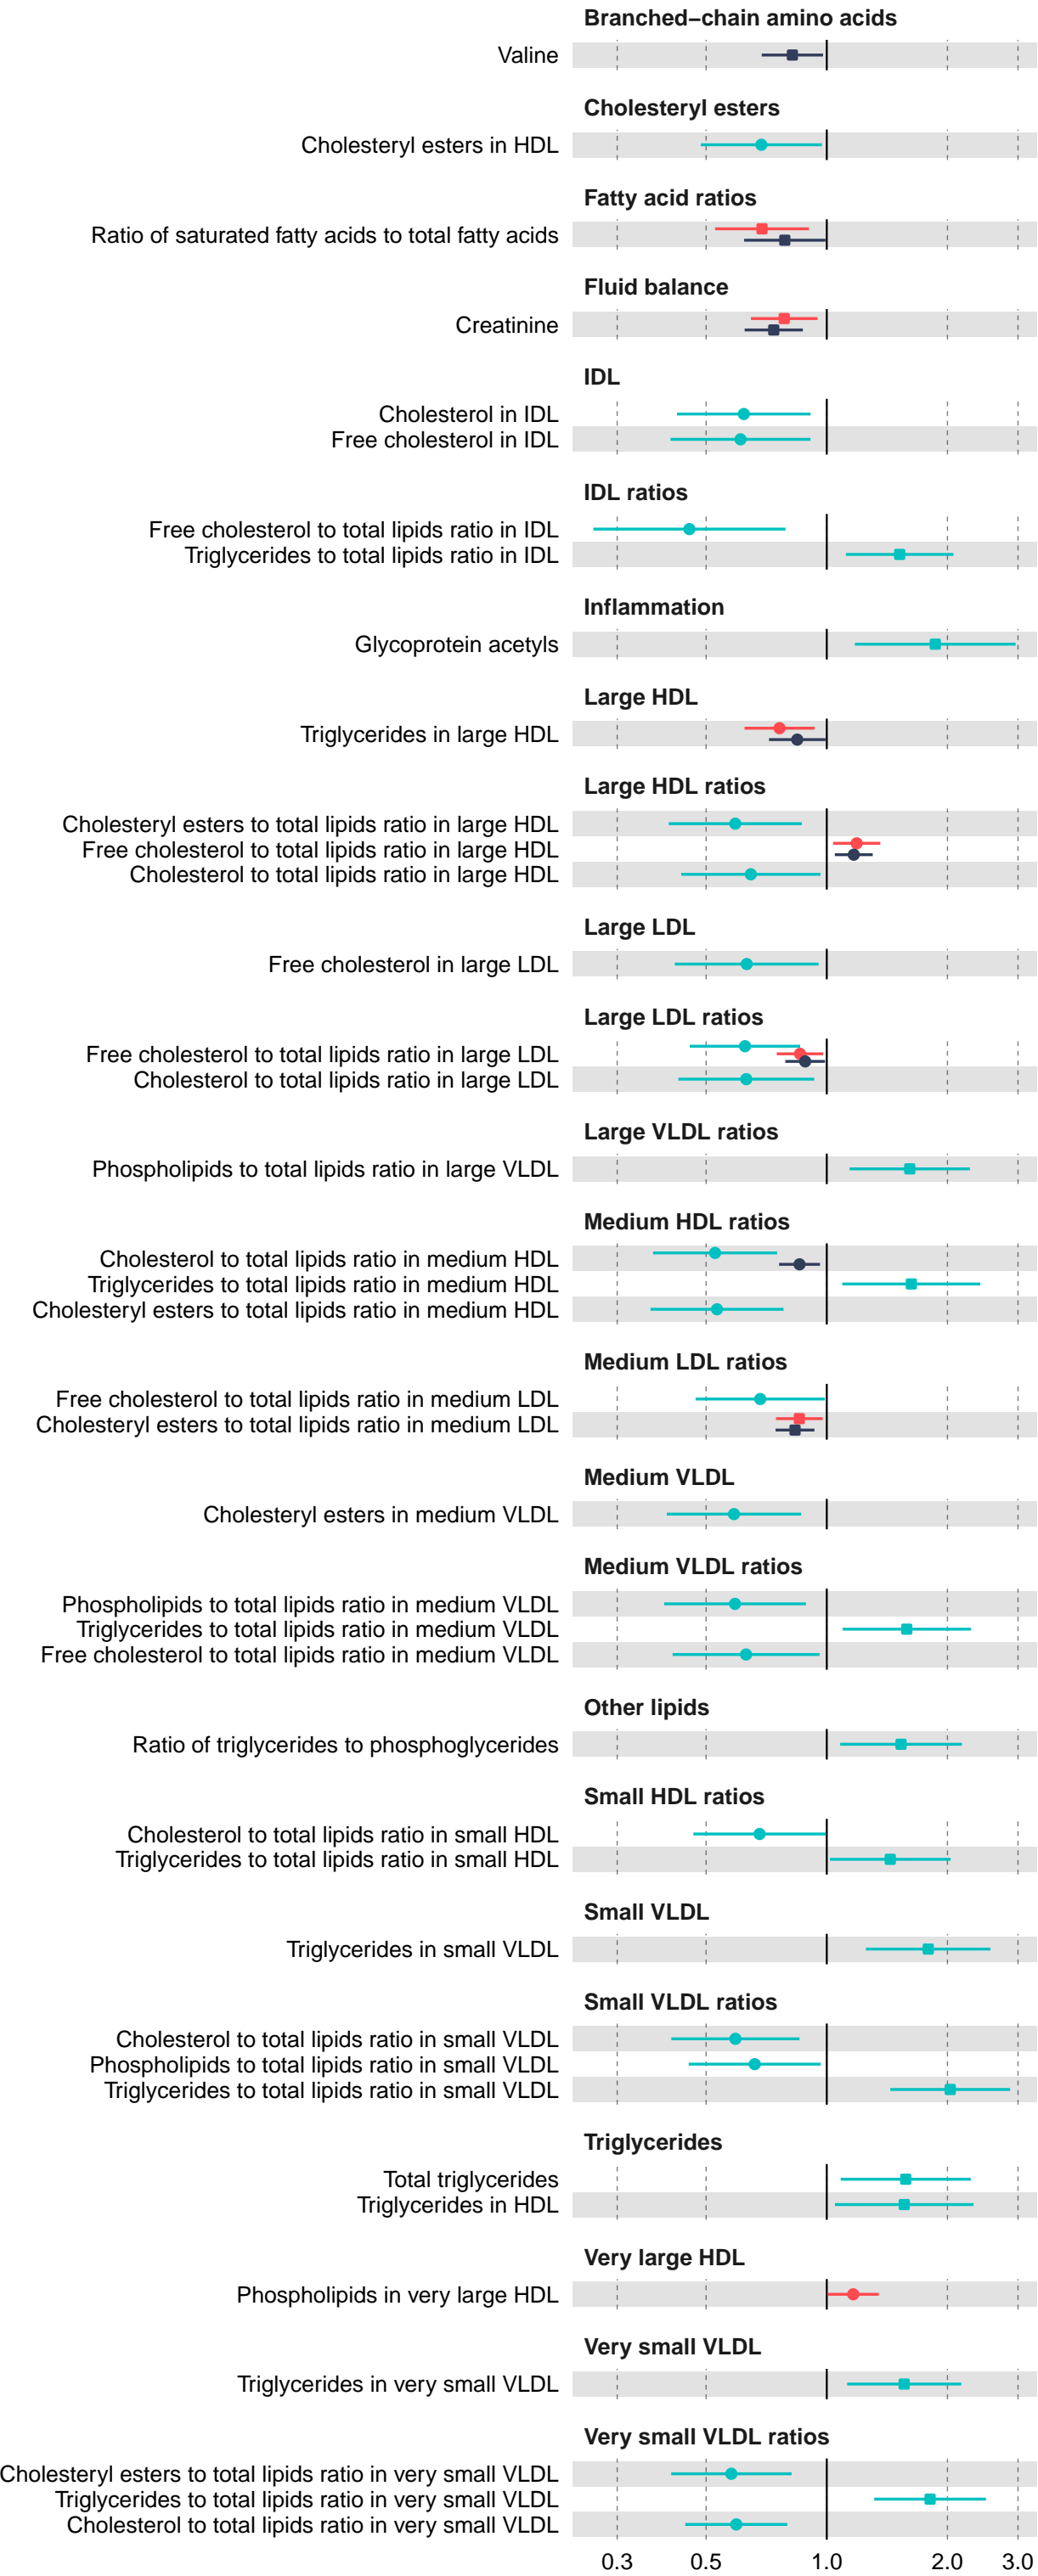 Branched−chain amino acids
Valine
Cholesteryl esters
Cholesteryl esters in HDL
Fatty acid ratios
Ratio of saturated fatty acids to total fatty acids
Fluid balance
Creatinine
IDL
Cholesterol in IDL
Free cholesterol in IDL
IDL ratios
Free cholesterol to total lipids ratio in IDL
Triglycerides to total lipids ratio in IDL
Inflammation
Glycoprotein acetyls
Large HDL
Triglycerides in large HDL
Large HDL ratios
Cholesteryl esters to total lipids ratio in large HDL
Free cholesterol to total lipids ratio in large HDL
Cholesterol to total lipids ratio in large HDL
Large LDL
Free cholesterol in large LDL
Large LDL ratios
Free cholesterol to total lipids ratio in large LDL
Cholesterol to total lipids ratio in large LDL
Large VLDL ratios
Phospholipids to total lipids ratio in large VLDL
Medium HDL ratios
Cholesterol to total lipids ratio in medium HDL
Triglycerides to total lipids ratio in medium HDL
Cholesteryl esters to total lipids ratio in medium HDL
Medium LDL ratios
Free cholesterol to total lipids ratio in medium LDL
Cholesteryl esters to total lipids ratio in medium LDL
Medium VLDL
Cholesteryl esters in medium VLDL
Medium VLDL ratios
Phospholipids to total lipids ratio in medium VLDL
Triglycerides to total lipids ratio in medium VLDL
Free cholesterol to total lipids ratio in medium VLDL
Other lipids
Ratio of triglycerides to phosphoglycerides
Small HDL ratios
Cholesterol to total lipids ratio in small HDL
Triglycerides to total lipids ratio in small HDL
Small VLDL
Triglycerides in small VLDL
Small VLDL ratios
Cholesterol to total lipids ratio in small VLDL
Phospholipids to total lipids ratio in small VLDL
Triglycerides to total lipids ratio in small VLDL
Triglycerides
Total triglycerides
Triglycerides in HDL
Very large HDL
Phospholipids in very large HDL
Very small VLDL
Triglycerides in very small VLDL
Very small VLDL ratios
Cholesteryl esters to total lipids ratio in very small VLDL
Triglycerides to total lipids ratio in very small VLDL
Cholesterol to total lipids ratio in very small VLDL
0.3 0.5 1.0 2.0 3.0